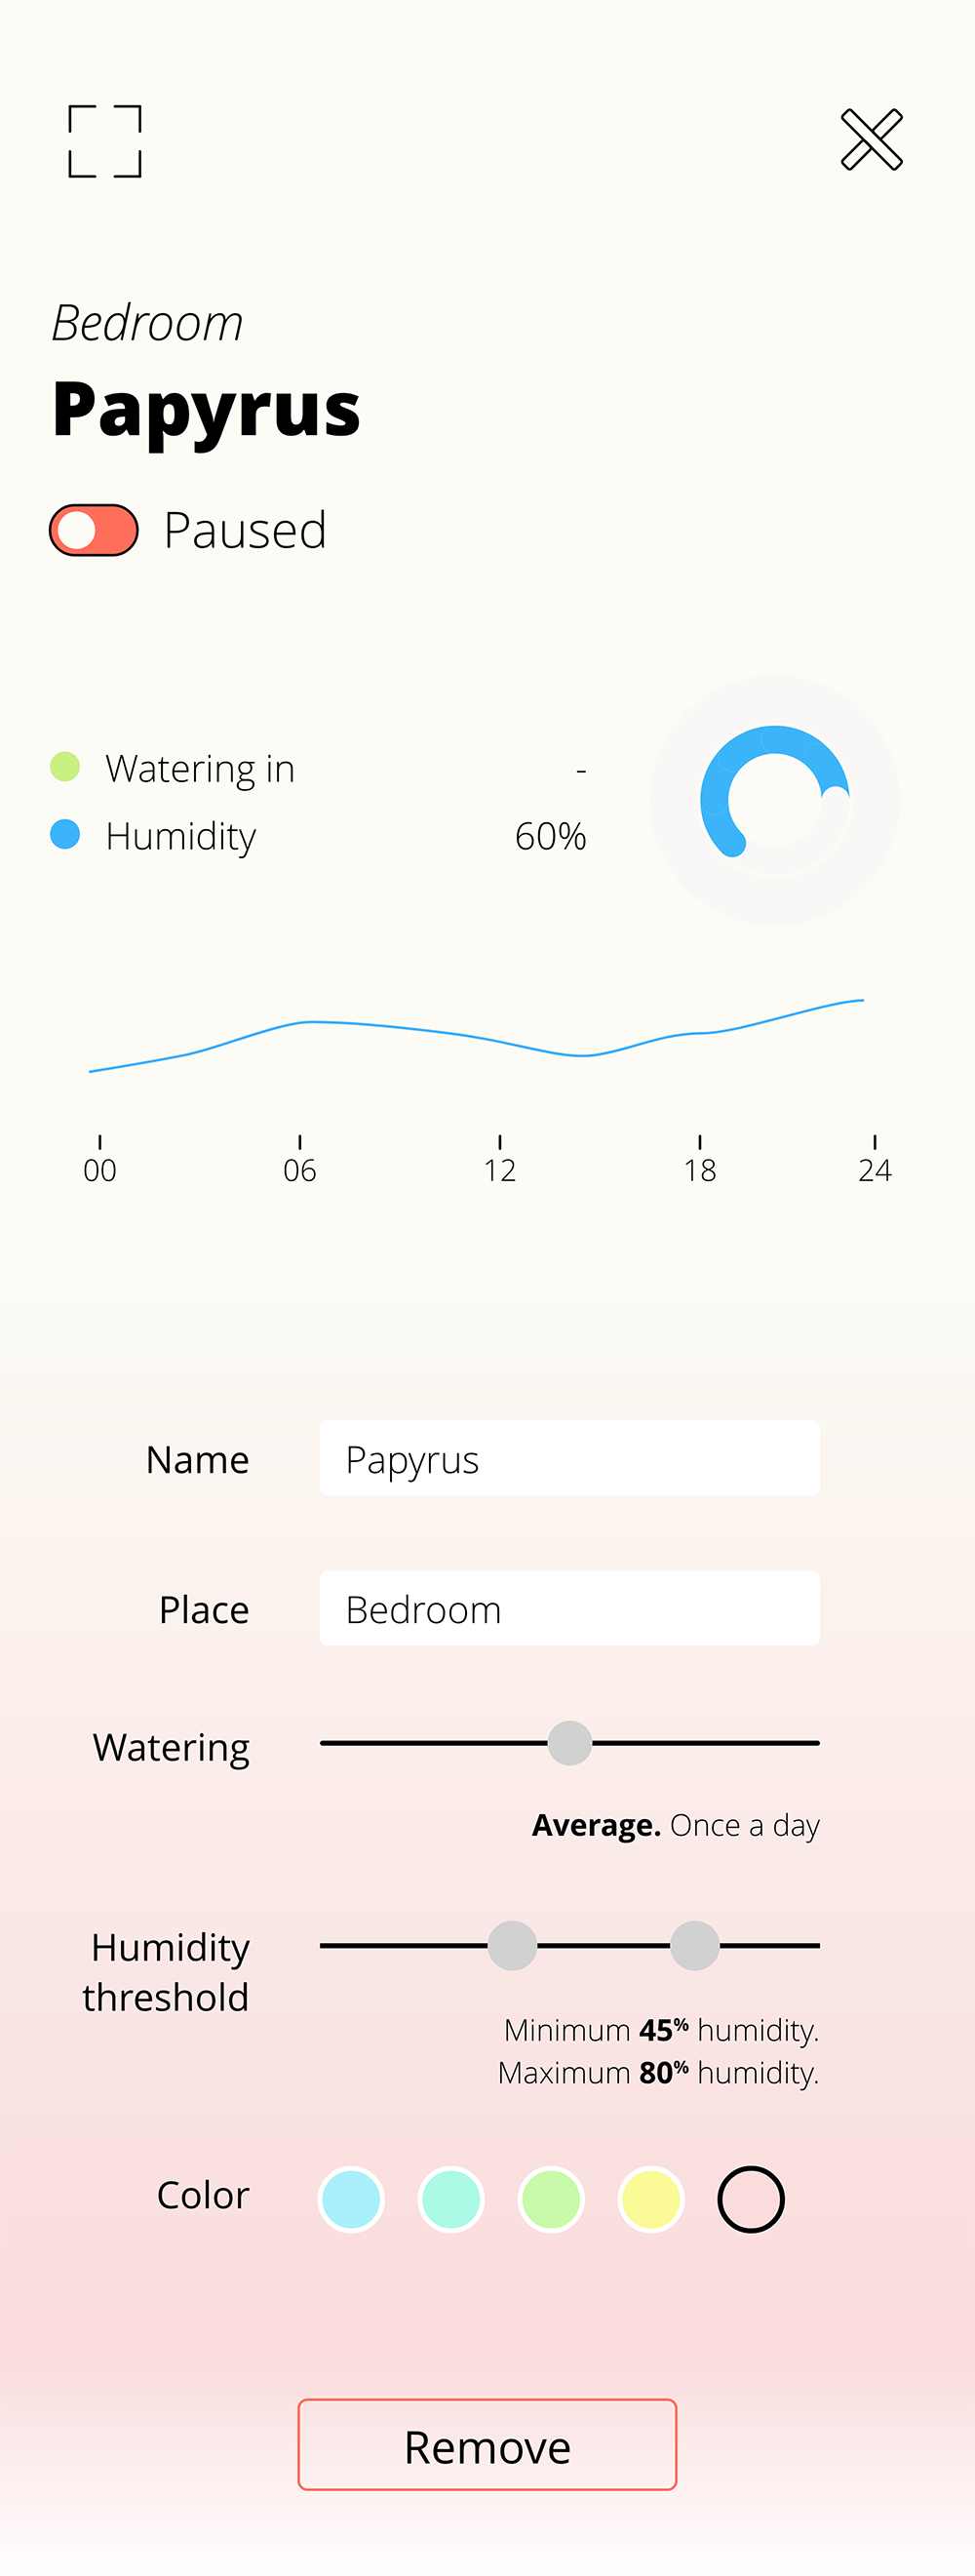 Bedroom
Papyrus
Paused
Watering in -
Humidity 60%
00 06 12 18 24
Name Papyrus
Place Bedroom
Watering
Average. Once a day
Humidity
threshold
Minimum 45% humidity.
Maximum 80% humidity.
Color
Remove